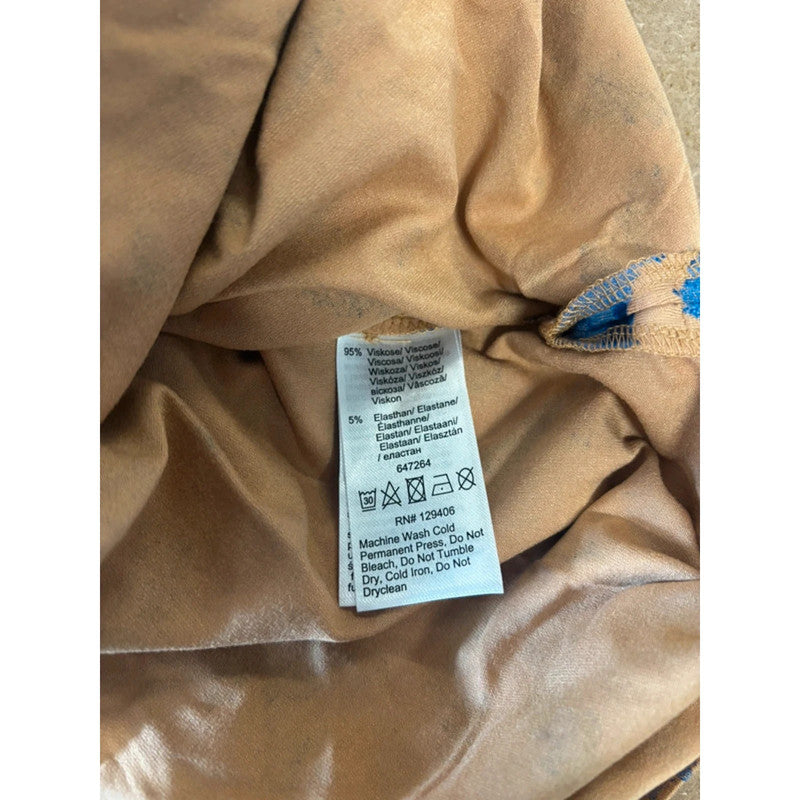 95% Viskose/ Viscose/
Viscosa/ Viskoosi/
Wiskoza/ Viskos/
Viskóza/ Viszkóz/
віскоза/ Vâscoză/
Viskon
5% Elasthan/ Elastane/
Élasthanne/
Elastan/ Elastaani/
Elastaan/ Elasztán
/ еластан
647264
30
RN# 129406
Machine Wash Cold
Permanent Press, Do Not
Bleach, Do Not Tumble
Dry, Cold Iron, Do Not
Dryclean